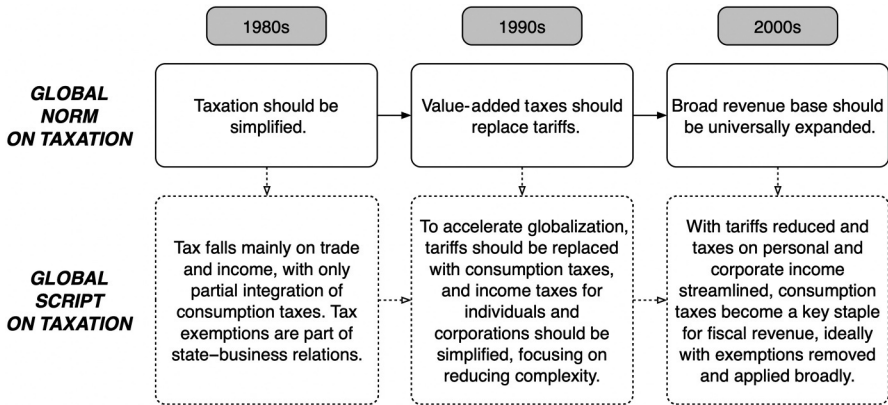 1980s
1990s
2000s
GLOBAL
NORM
ON TAXATION
Taxation should be
simplified.
Value-added taxes should
replace tariffs.
Broad revenue base should
be universally expanded.
GLOBAL
SCRIPT
ON TAXATION
Tax falls mainly on trade
and income, with only
partial integration of
consumption taxes. Tax
exemptions are part of
state–business relations.
To accelerate globalization,
tariffs should be replaced
with consumption taxes,
and income taxes for
individuals and
corporations should be
simplified, focusing on
reducing complexity.
With tariffs reduced and
taxes on personal and
corporate income
streamlined, consumption
taxes become a key staple
for fiscal revenue, ideally
with exemptions removed
and applied broadly.